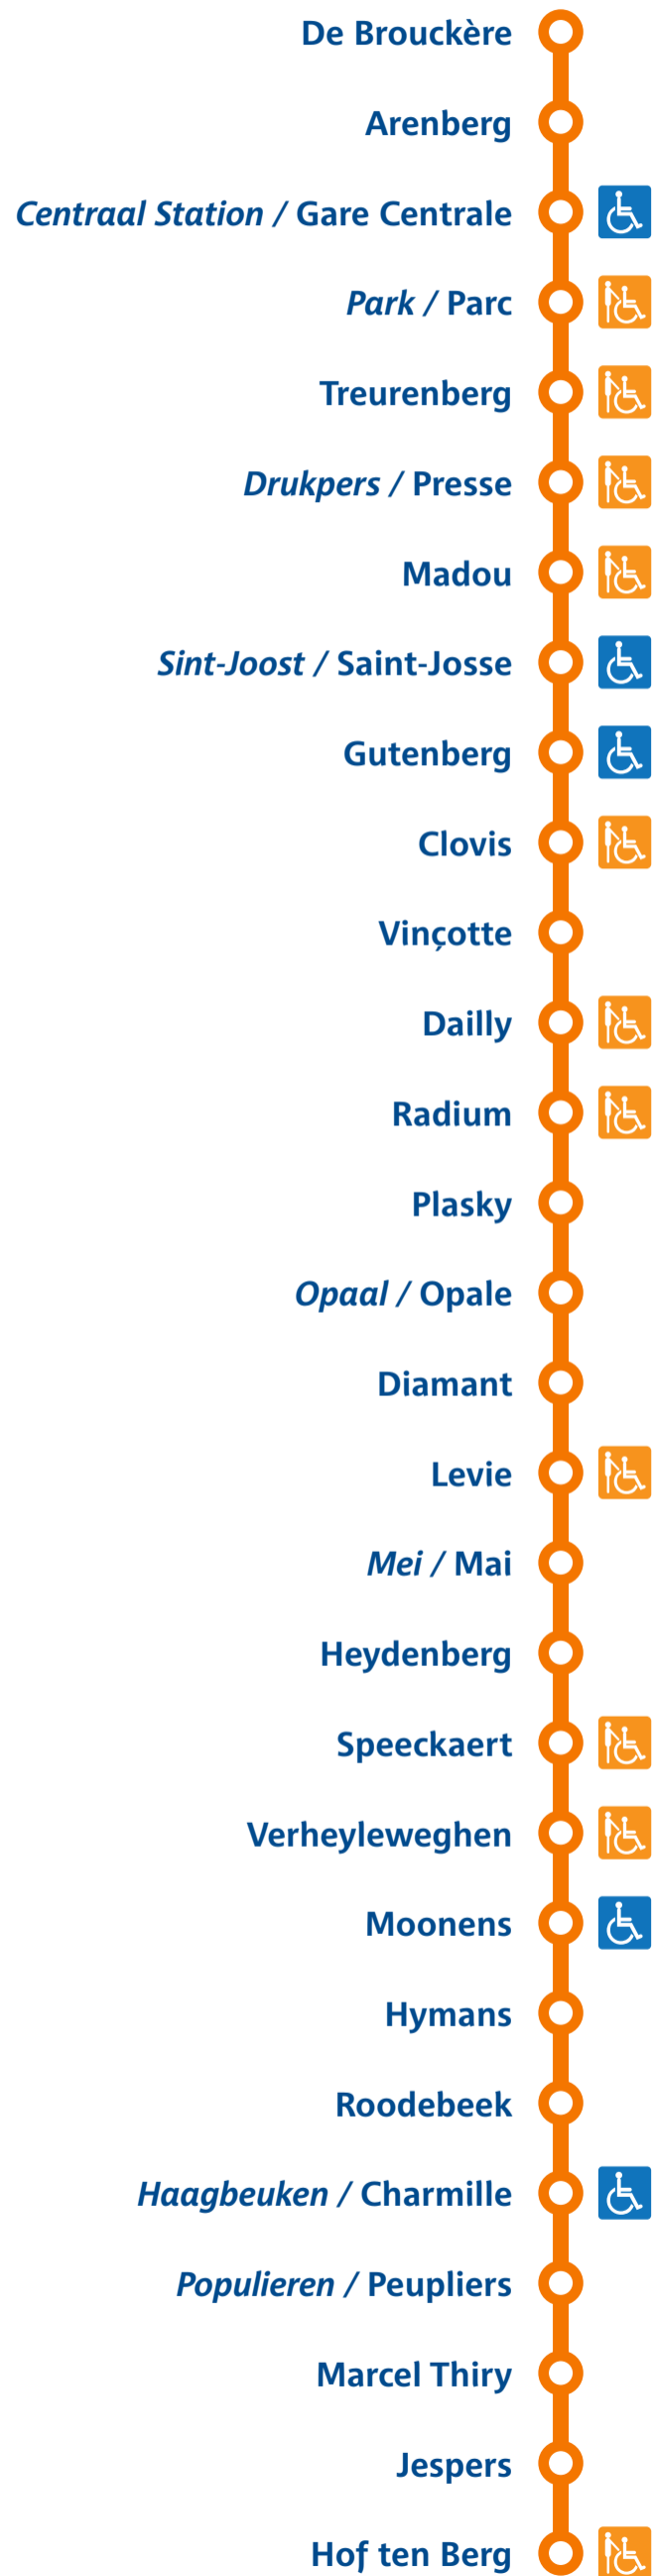 De Brouckère
Arenberg
Centraal Station / Gare Centrale
Park / Parc
Treurenberg
Drukpers / Presse
Madou
Sint-Joost / Saint-Josse
Gutenberg
Clovis
Vinçotte
Dailly
Radium
Plasky
Opaal / Opale
Diamant
Levie
Mei / Mai
Heydenberg
Speeckaert
Verheyleweghen
Moonens
Hymans
Roodebeek
Haagbeuken / Charmille
Populieren / Peupliers
Marcel Thiry
Jespers
Hof ten Berg